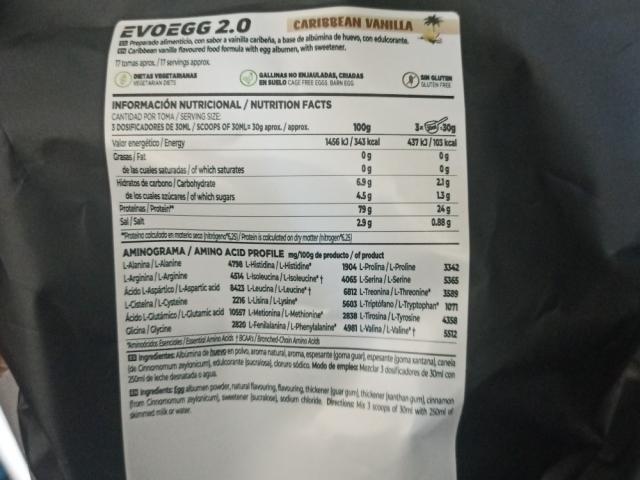 EVOEGG 2.0
CARIBBEAN VANILLA
ES Preparado alimenticio, con sabor a vainilla caribeña, a base de albúmina de huevo, con edulcorante.
EN Caribbean vanilla flavoured food formula with egg albumen, with sweetener.
17 tomas aprox. / 17 servings approx.
DIETAS VEGETARIANAS
VEGETARIAN DIETS
GALLINAS NO ENJAULADAS, CRIADAS
EN SUELO CAGE FREE EGGS. BARN EGG
SIN GLUTEN
GLUTEN FREE
INFORMACIÓN NUTRICIONAL / NUTRITION FACTS
CANTIDAD POR TOMA / SERVING SIZE:
3 DOSIFICADORES DE 30ML / SCOOPS OF 30ML= 30g aprox. / approx. 100g 3x =30g
Valor energético / Energy 1456 kJ / 343 kcal 437 kJ / 103 kcal
Grasas / Fat 0 g 0 g
de las cuales saturadas / of which saturates 0 g 0 g
Hidratos de carbono / Carbohydrate 6.9 g 2.1 g
de los cuales azúcares / of which sugars 4.5 g 1.3 g
Proteínas / Protein** 79 g 24 g
Sal / Salt 2.9 g 0.88 g
**Proteína calculada en materia seca (nitrógeno*6,25) / Protein is calculated on dry matter (nitrogen*6.25)
AMINOGRAMA / AMINO ACID PROFILE mg/100g de producto / of product
L-Alanina / L-Alanine 4798 L-Histidina / L-Histidine* 1904 L-Prolina / L-Proline 3342
L-Arginina / L-Arginine 4514 L-Isoleucina / L-Isoleucine* † 4065 L-Serina / L-Serine 5365
Ácido L-Aspártico / L-Aspartic acid 8423 L-Leucina / L-Leucine* † 6812 L-Treonina / L-Threonine* 3589
L-Cisteína / L-Cysteine 2216 L-Lisina / L-Lysine* 5603 L-Triptófano / L-Tryptophan* 1071
Ácido L-Glutámico / L-Glutamic acid 10557 L-Metionina / L-Methionine* 2838 L-Tirosina / L-Tyrosine 4358
Glicina / Glycine 2820 L-Fenilalanina / L-Phenylalanine* 4981 L-Valina / L-Valine* † 5512
*Aminoácidos Esenciales / Essential Amino Acids † BCAA's / Branched-Chain Amino Acids
ES Ingredientes: Albúmina de huevo en polvo, aroma natural, aroma, espesante (goma guar), espesante (goma xantana), canela
(de Cinnamomum zeylanicum), edulcorante (sucralosa), cloruro sódico. Modo de empleo: Mezclar 3 dosificadores de 30ml con
250ml de leche desnatada o agua.
EN Ingredients: Egg albumen powder, natural flavouring, flavouring, thickener (guar gum), thickener (xanthan gum), cinnamon
(from Cinnamomum zeylanicum), sweetener (sucralose), sodium chloride. Directions: Mix 3 scoops of 30ml with 250ml of
skimmed milk or water.